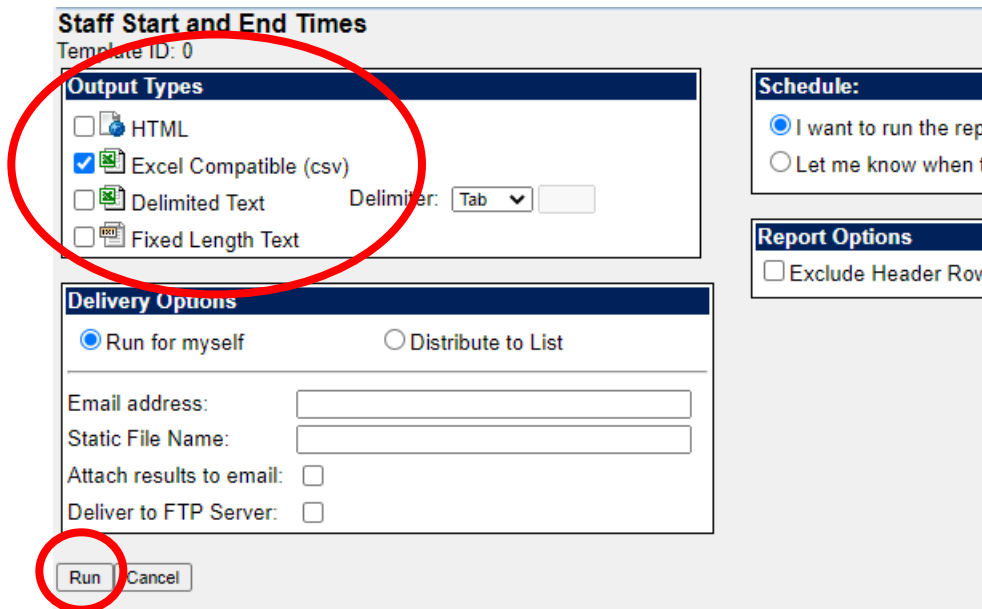 Staff Start and End Times
Template ID: 0
Output Types
HTML
Excel Compatible (csv)
Delimited Text Delimiter: Tab
Fixed Length Text
Schedule:
I want to run the rep
Let me know when
Report Options
Exclude Header Row
Delivery Options
Run for myself Distribute to List
Email address:
Static File Name:
Attach results to email:
Deliver to FTP Server:
Run Cancel